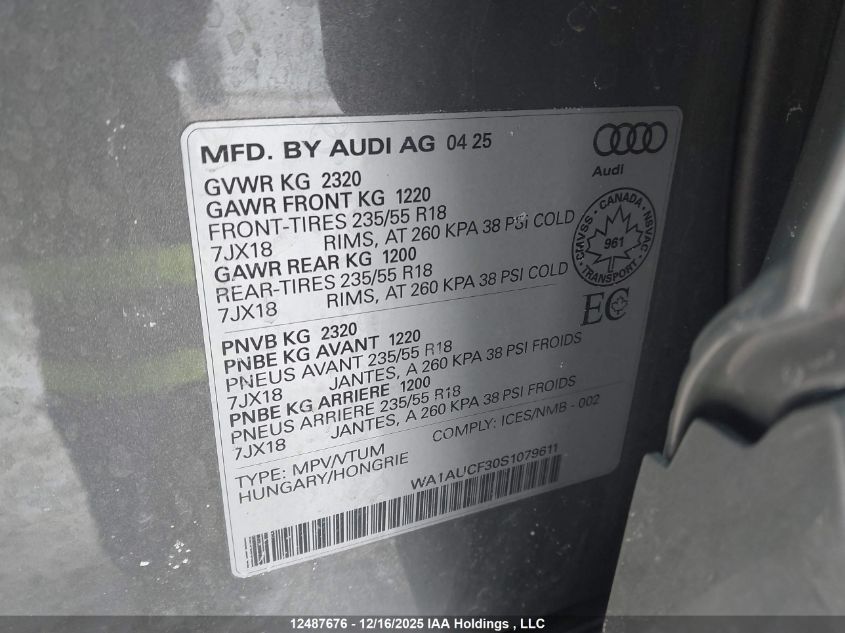 MFD. BY AUDI AG 04 25
Audi
GVWR KG 2320
GAWR FRONT KG 1220
FRONT-TIRES 235/55 R18
7JX18 RIMS, AT 260 KPA 38 PSI COLD
GAWR REAR KG 1200
REAR-TIRES 235/55 R18
7JX18 RIMS, AT 260 KPA 38 PSI COLD
CANADA
CMVSS NSVAC
961
TRANSPORT
EC
PNVB KG 2320
PNBE KG AVANT 1220
PNEUS AVANT 235/55 R18
7JX18 JANTES, A 260 KPA 38 PSI FROIDS
PNBE KG ARRIERE 1200
PNEUS ARRIERE 235/55 R18
7JX18 JANTES, A 260 KPA 38 PSI FROIDS
TYPE: MPV/VTUM COMPLY: ICES/NMB - 002
HUNGARY/HONGRIE
WA1AUCF30S1079611
12487676 - 12/16/2025 IAA Holdings , LLC